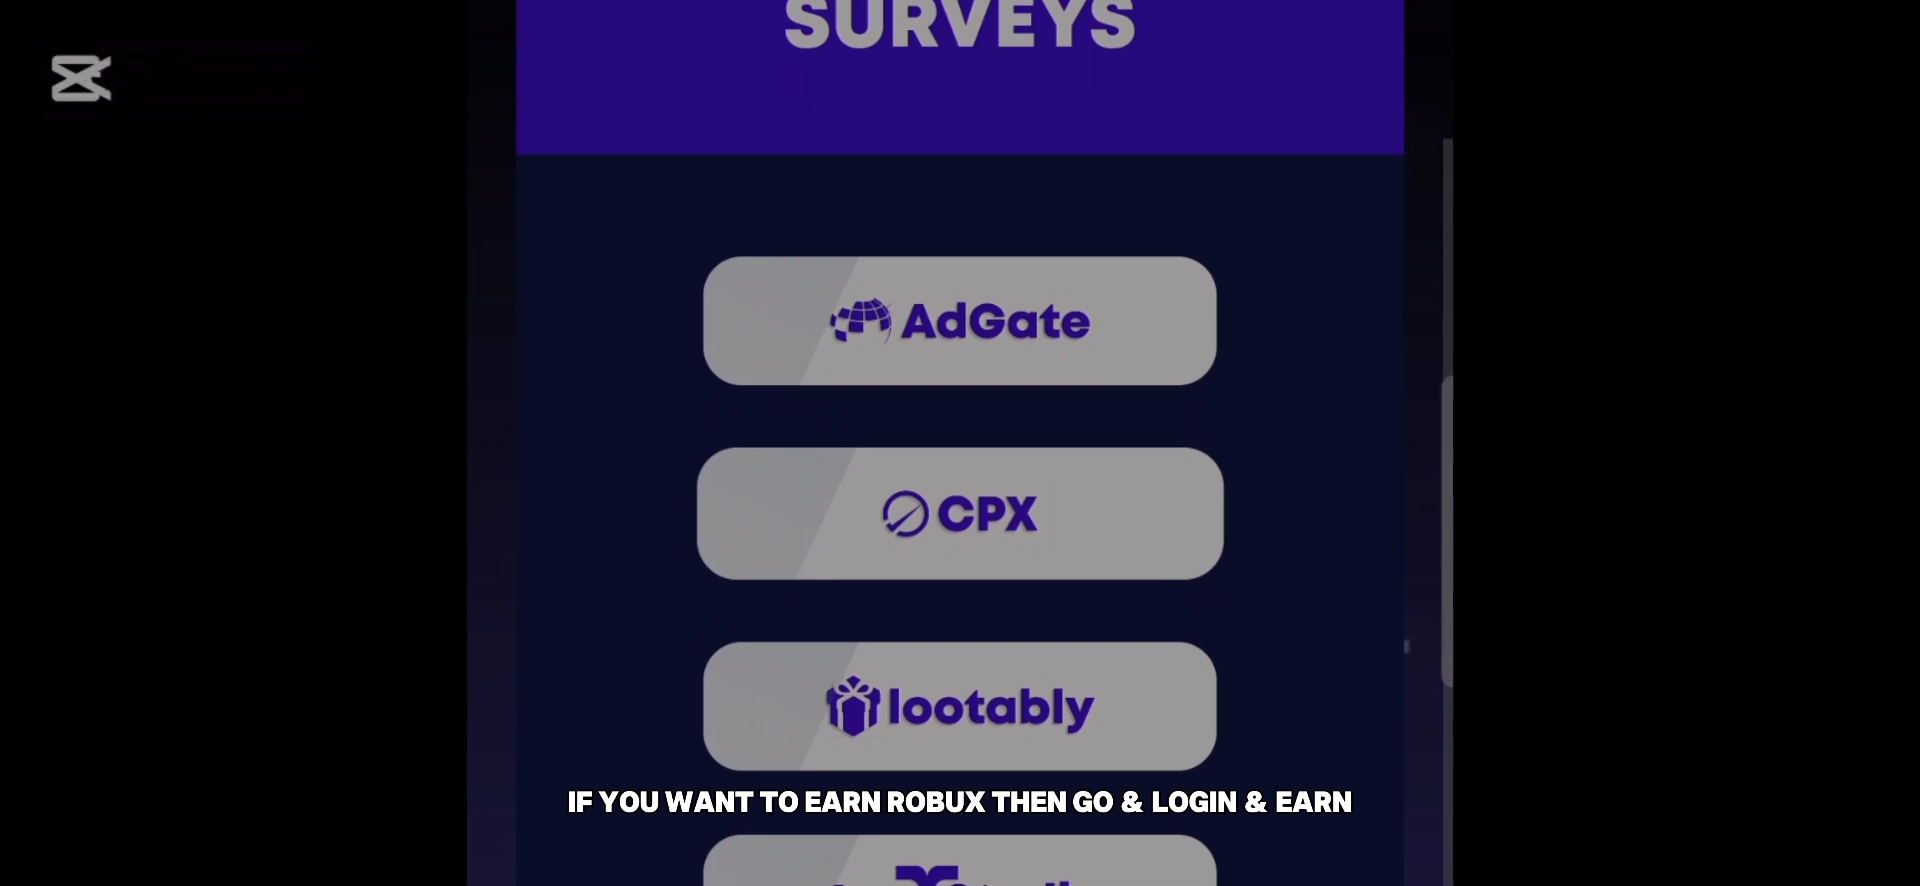 SURVEYS
AdGate
CPX
lootably
IF YOU WANT TO EARN ROBUX THEN GO & LOGIN & EARN